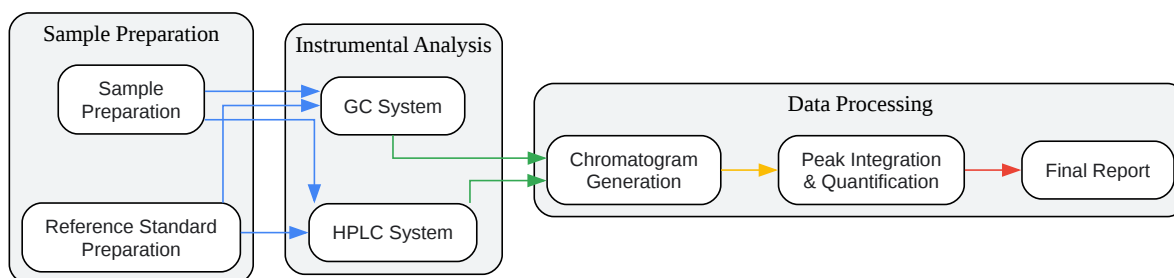 Sample Preparation
Sample
Preparation
Reference Standard
Preparation
Instrumental Analysis
GC System
HPLC System
Data Processing
Chromatogram
Generation
Peak Integration
& Quantification
Final Report